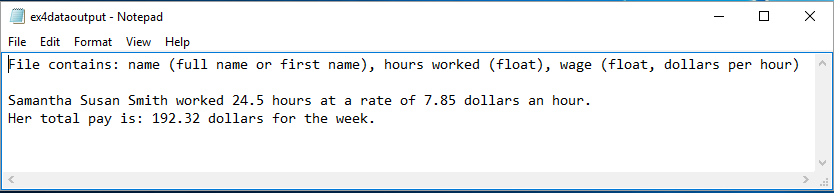 ex4dataoutput - Notepad
File Edit Format View Help
File contains: name (full name or first name), hours worked (float), wage (float, dollars per hour)
Samantha Susan Smith worked 24.5 hours at a rate of 7.85 dollars an hour.
Her total pay is: 192.32 dollars for the week.